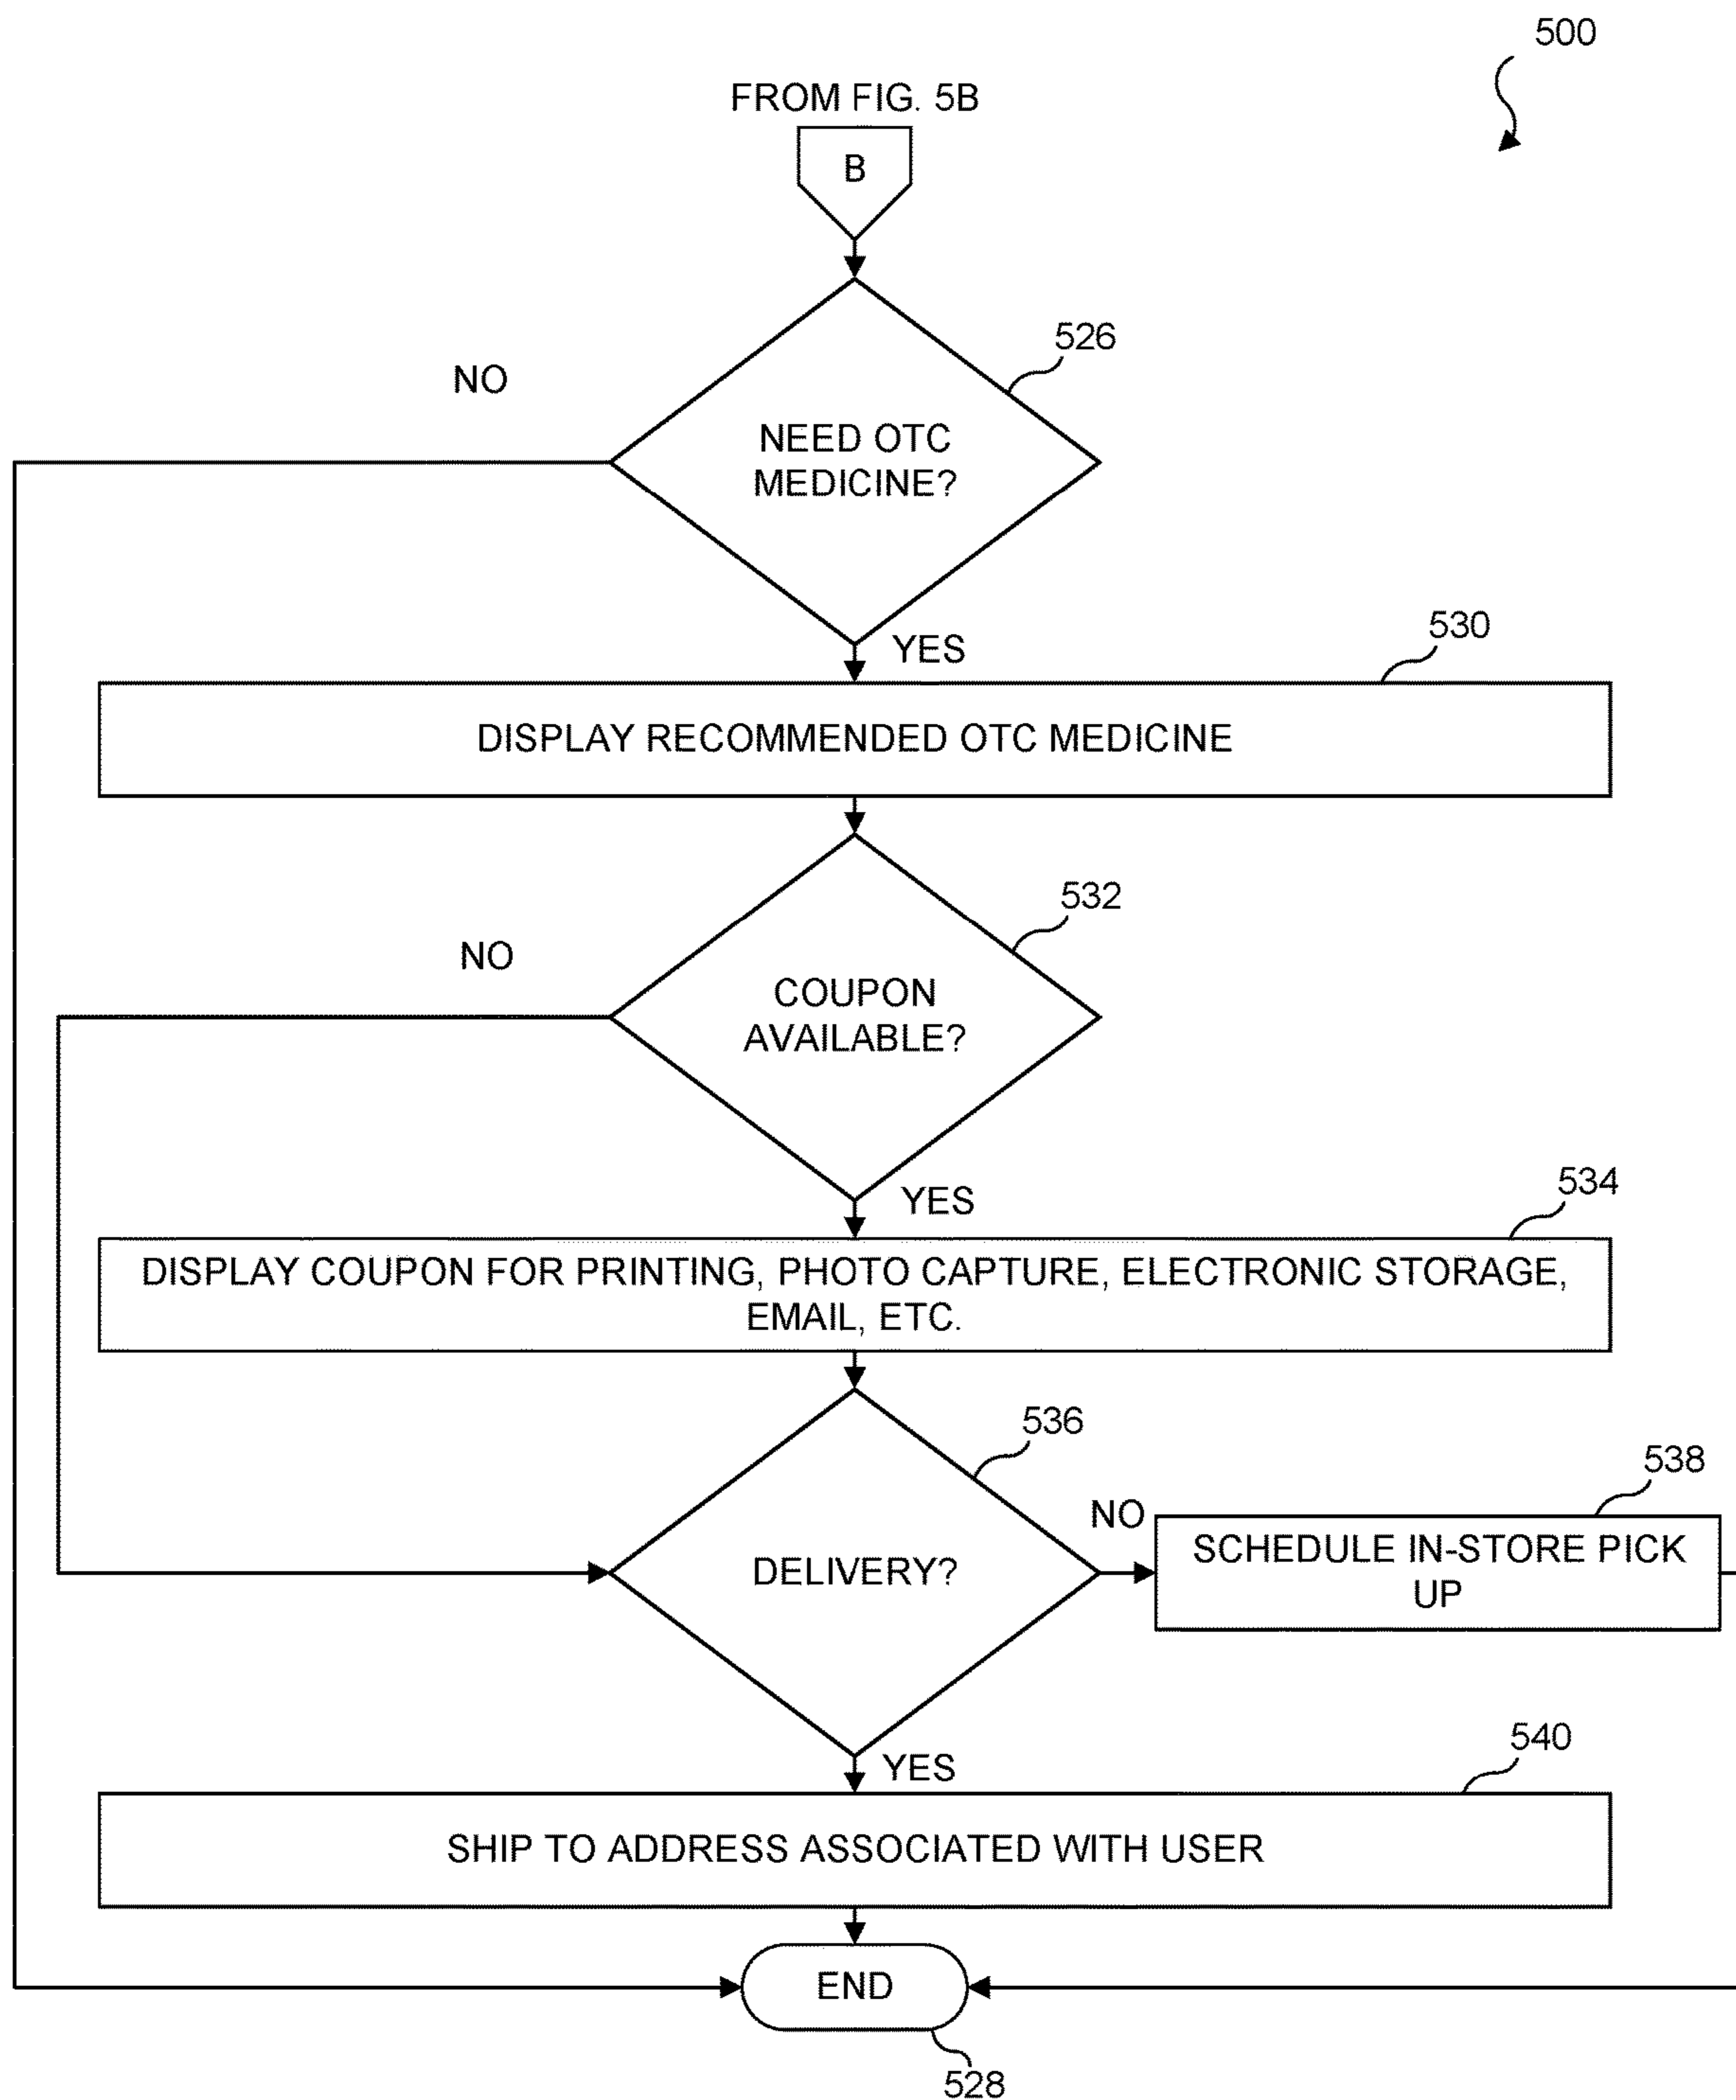 500
FROM FIG. 5B
B
526
NO
NEED OTC
MEDICINE?
YES
530
DISPLAY RECOMMENDED OTC MEDICINE
532
NO
COUPON
AVAILABLE?
YES
534
DISPLAY COUPON FOR PRINTING, PHOTO CAPTURE, ELECTRONIC STORAGE,
EMAIL, ETC.
536
538
NO
DELIVERY?
SCHEDULE IN-STORE PICK
UP
540
YES
SHIP TO ADDRESS ASSOCIATED WITH USER
END
528